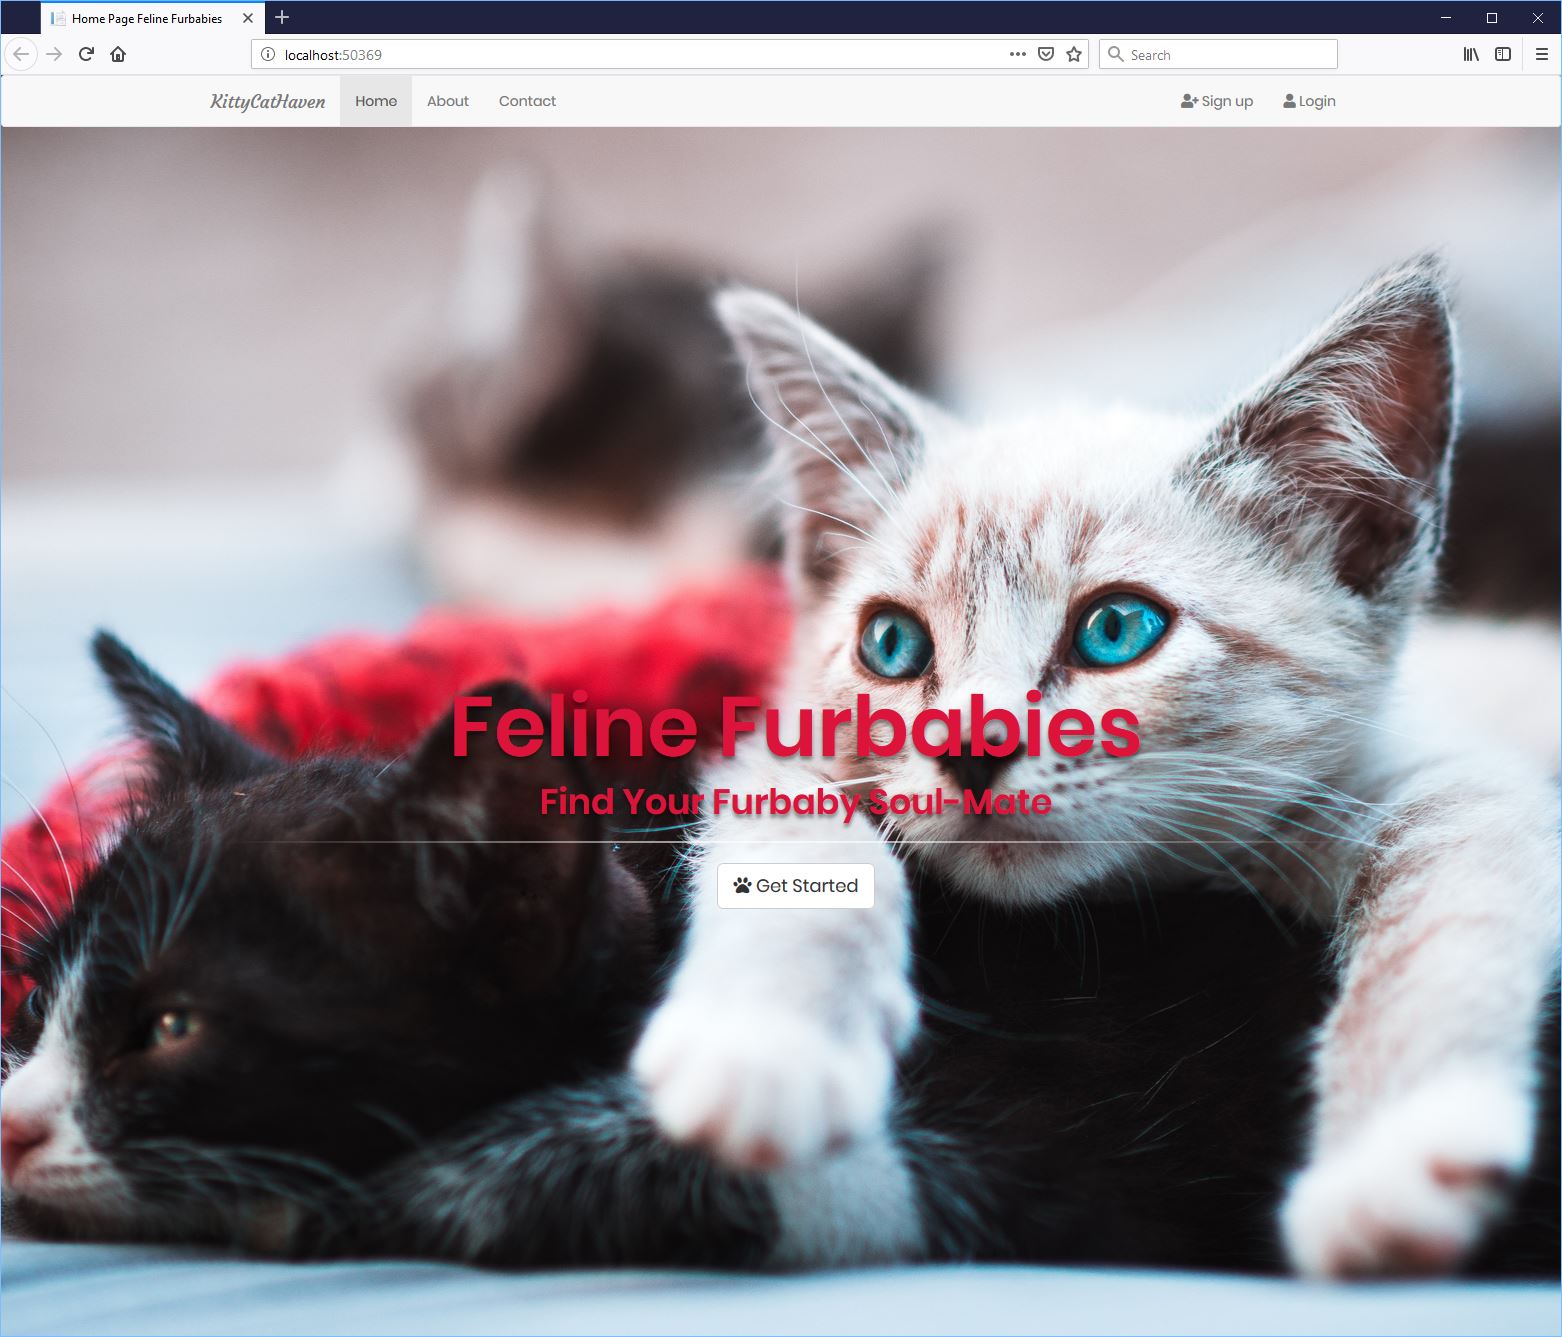 Home Page Feline Furbabies
localhost:50369
Search
KittyCatHaven Home About Contact Sign up Login
Feline Furbabies
Find Your Furbaby Soul-Mate
Get Started